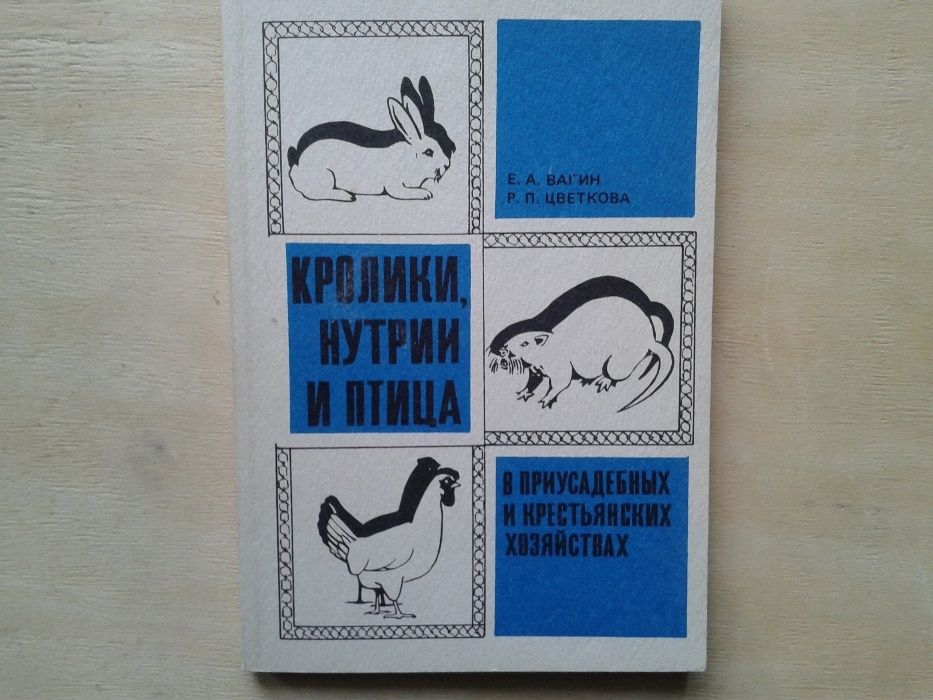 Е. А. ВАГИН
Р. П. ЦВЕТКОВА
КРОЛИКИ,
НУТРИИ
И ПТИЦА
В ПРИУСАДЕБНЫХ
И КРЕСТЬЯНСКИХ
ХОЗЯЙСТВАХ